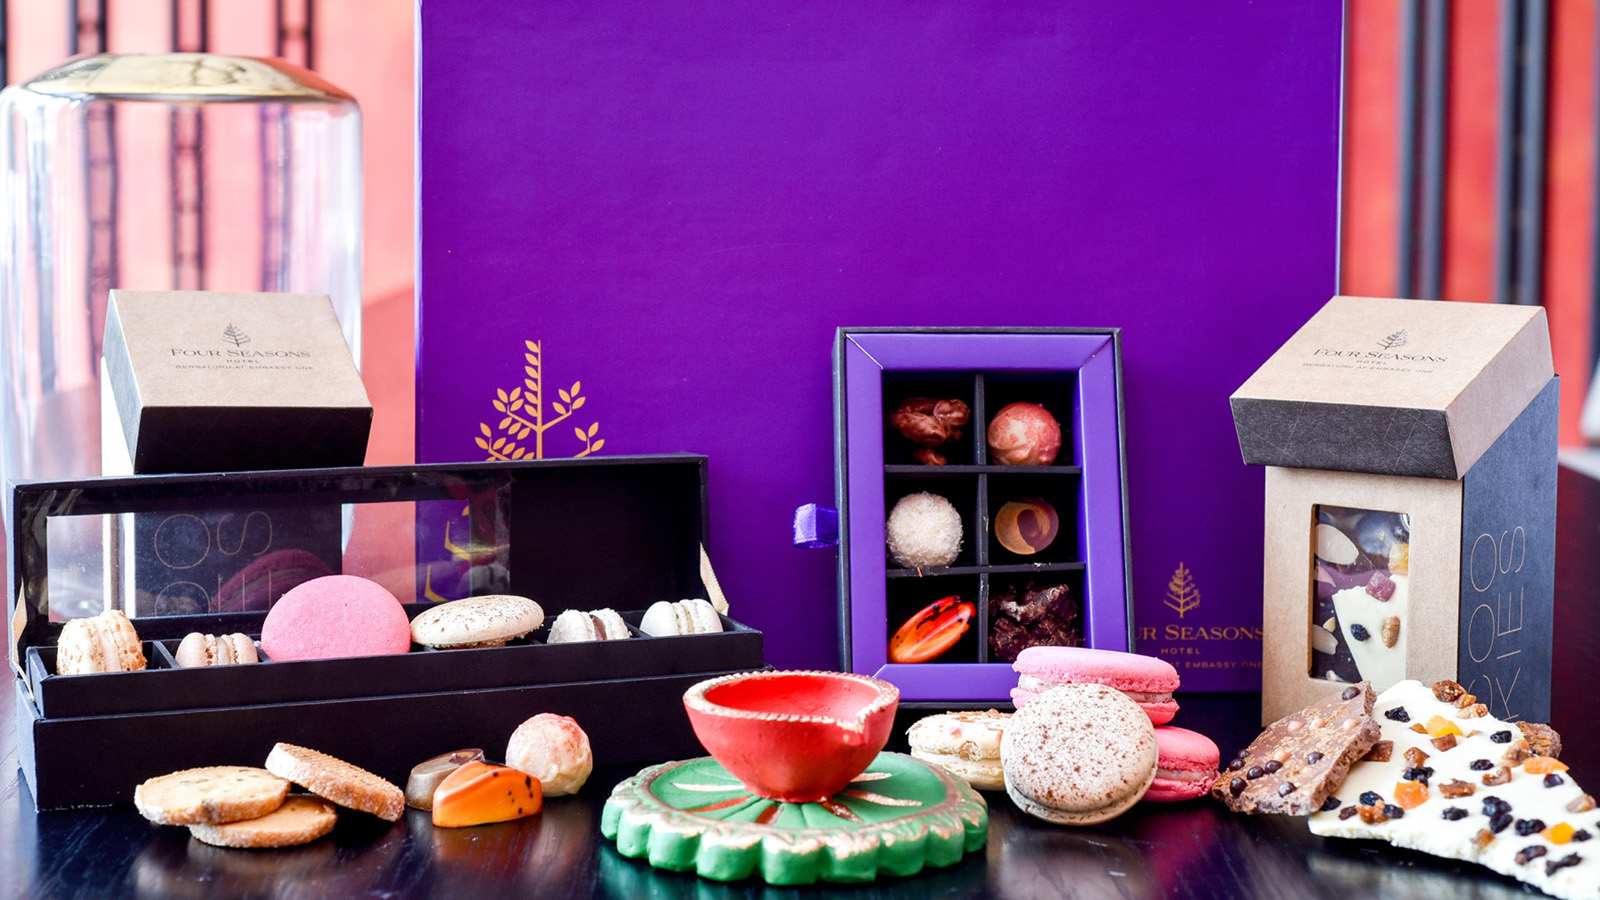 FOUR SEASONS
HOTEL
BENGALURU AT EMBASSY ONE
FOUR SEASONS
HOTEL
BENGALURU AT EMBASSY ONE
UR SEASONS
HOTEL
AT EMBASSY ONE